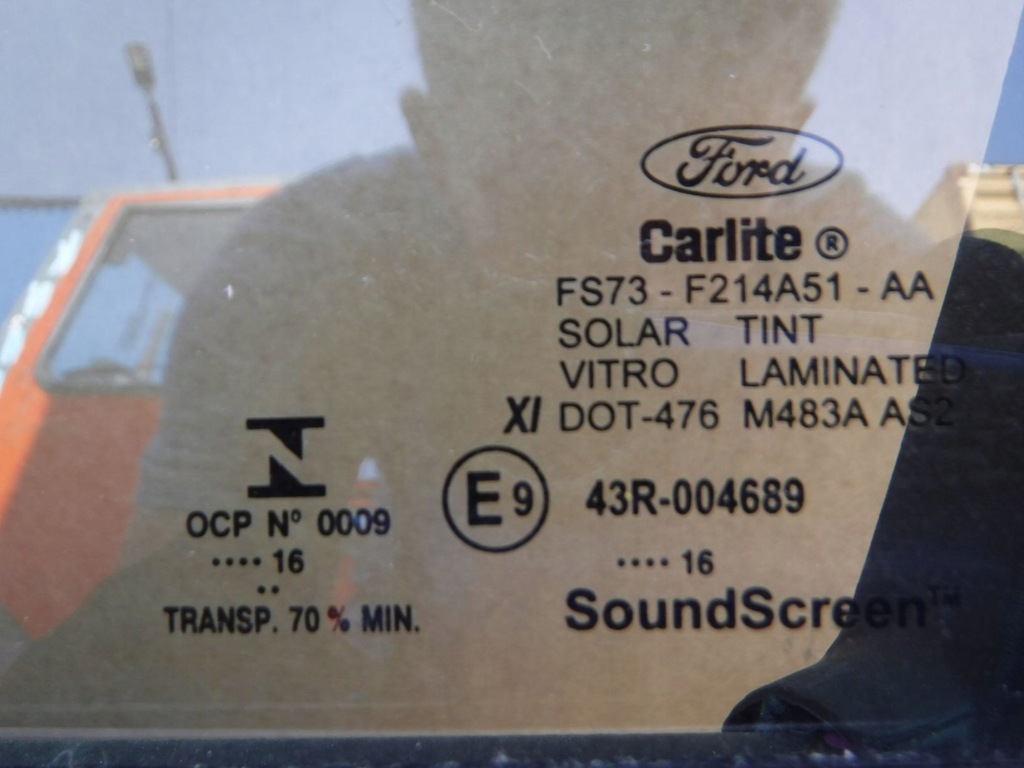 Ford
Carlite ®
FS73 - F214A51 - AA
SOLAR TINT
VITRO LAMINATED
XI DOT-476 M483A AS2
E9 43R-004689
N
OCP Nº 0009
.... 16
..
TRANSP. 70 % MIN.
.... 16
SoundScreen™